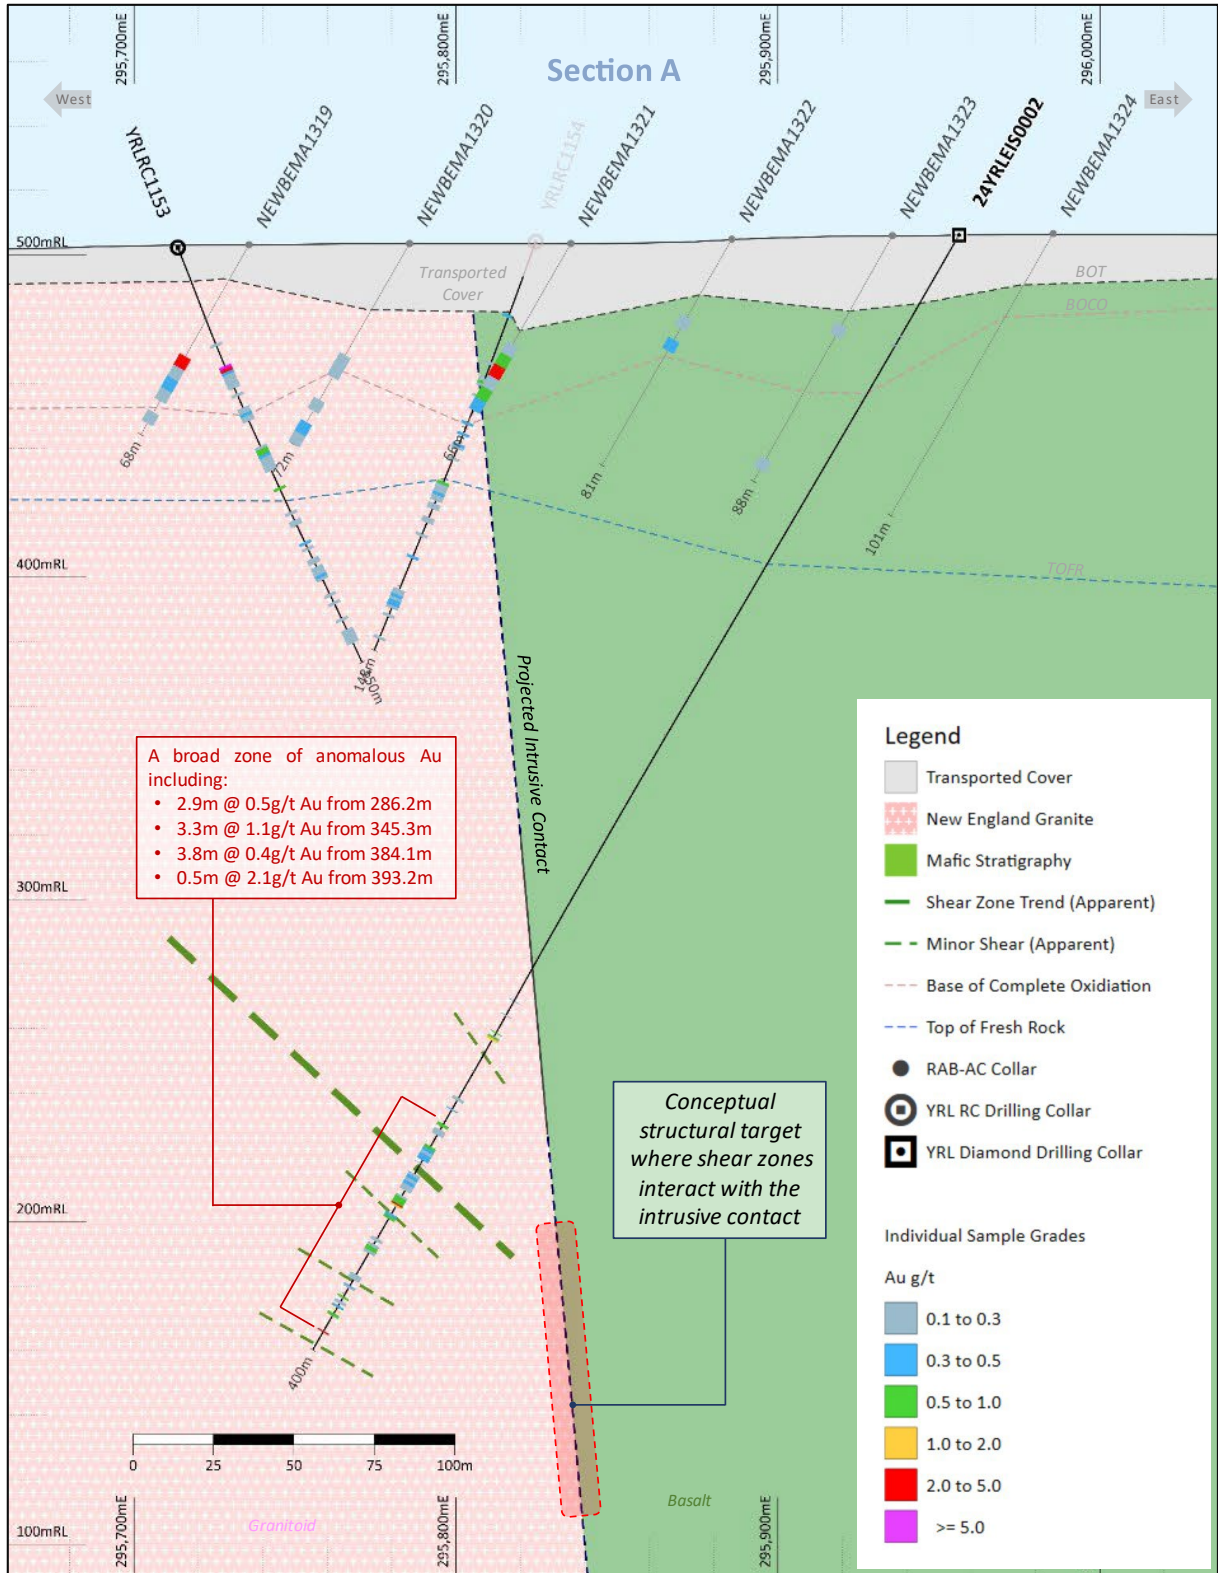 295,700mE
295,800mE
295,900mE
296,000mE
Section A
West
East
YRLRC1153
NEWBEMA1319
NEWBEMA1320
YRLRC1154
NEWBEMA1321
NEWBEMA1322
NEWBEMA1323
24YRLEIS0002
NEWBEMA1324
500mRL
Transported
Cover
BOT
BOCO
68m
72m
66m
81m
88m
101m
400mRL
TOFR
148m
150m
Projected Intrusive Contact
A broad zone of anomalous Au
including:
• 2.9m @ 0.5g/t Au from 286.2m
• 3.3m @ 1.1g/t Au from 345.3m
• 3.8m @ 0.4g/t Au from 384.1m
• 0.5m @ 2.1g/t Au from 393.2m
300mRL
Legend
Transported Cover
New England Granite
Mafic Stratigraphy
Shear Zone Trend (Apparent)
Minor Shear (Apparent)
Base of Complete Oxidiation
Top of Fresh Rock
RAB-AC Collar
YRL RC Drilling Collar
YRL Diamond Drilling Collar
Individual Sample Grades
Au g/t
0.1 to 0.3
0.3 to 0.5
0.5 to 1.0
1.0 to 2.0
2.0 to 5.0
>= 5.0
Conceptual
structural target
where shear zones
interact with the
intrusive contact
200mRL
400m
0 25 50 75 100m
Granitoid
Basalt
100mRL
295,700mE
295,800mE
295,900mE